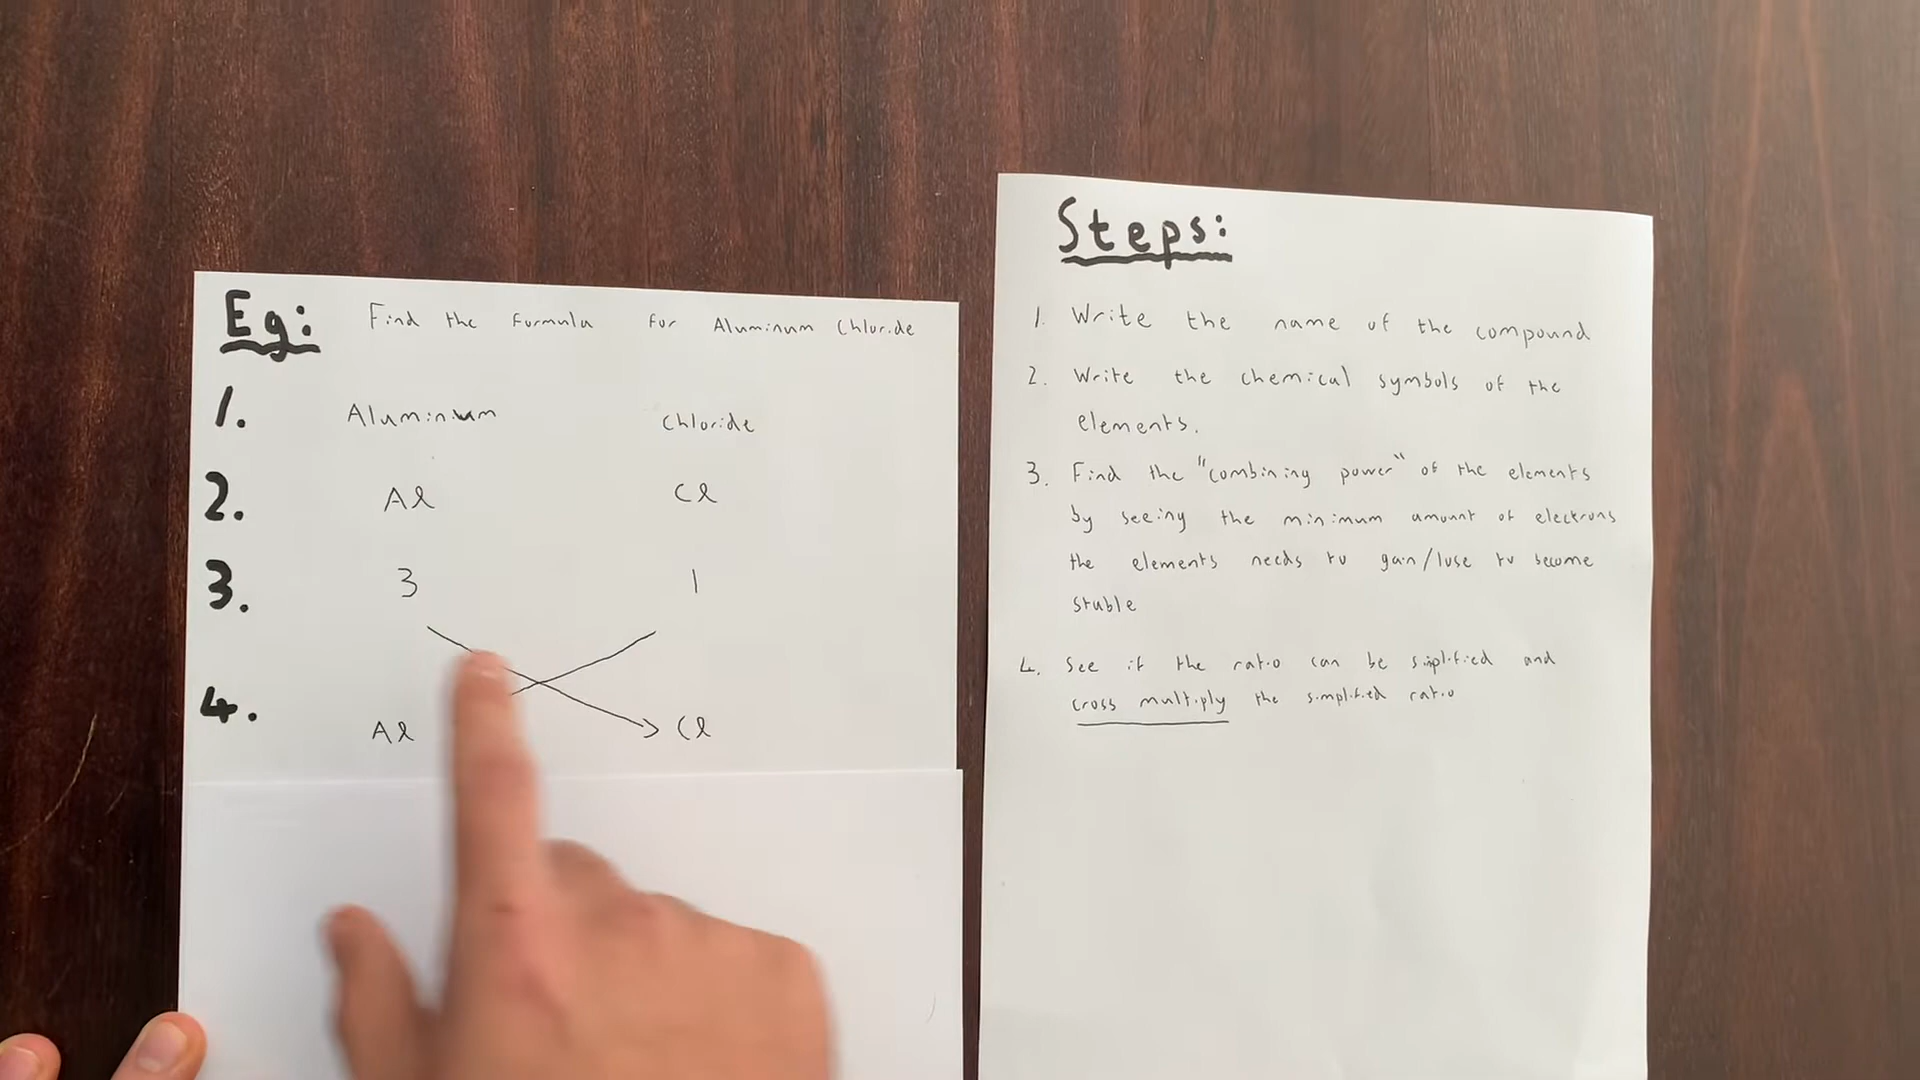 Eg: Find the formula for Aluminum Chloride
1. Aluminum Chloride
2. Al Cl
3. 3 1
4. Al Cl
Steps:
1. Write the name of the compound
2. Write the chemical symbols of the
elements.
3. Find the "combining power" of the elements
by seeing the minimum amount of electrons
the elements needs to gain/lose to become
stable
4. See if the ratio can be simplified and
cross multiply the simplified ratio